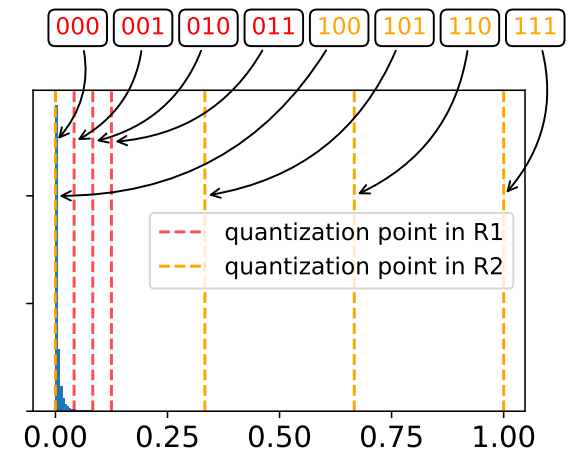 000 001 010 011 100 101 110 111
quantization point in R1
quantization point in R2
0.00 0.25 0.50 0.75 1.00